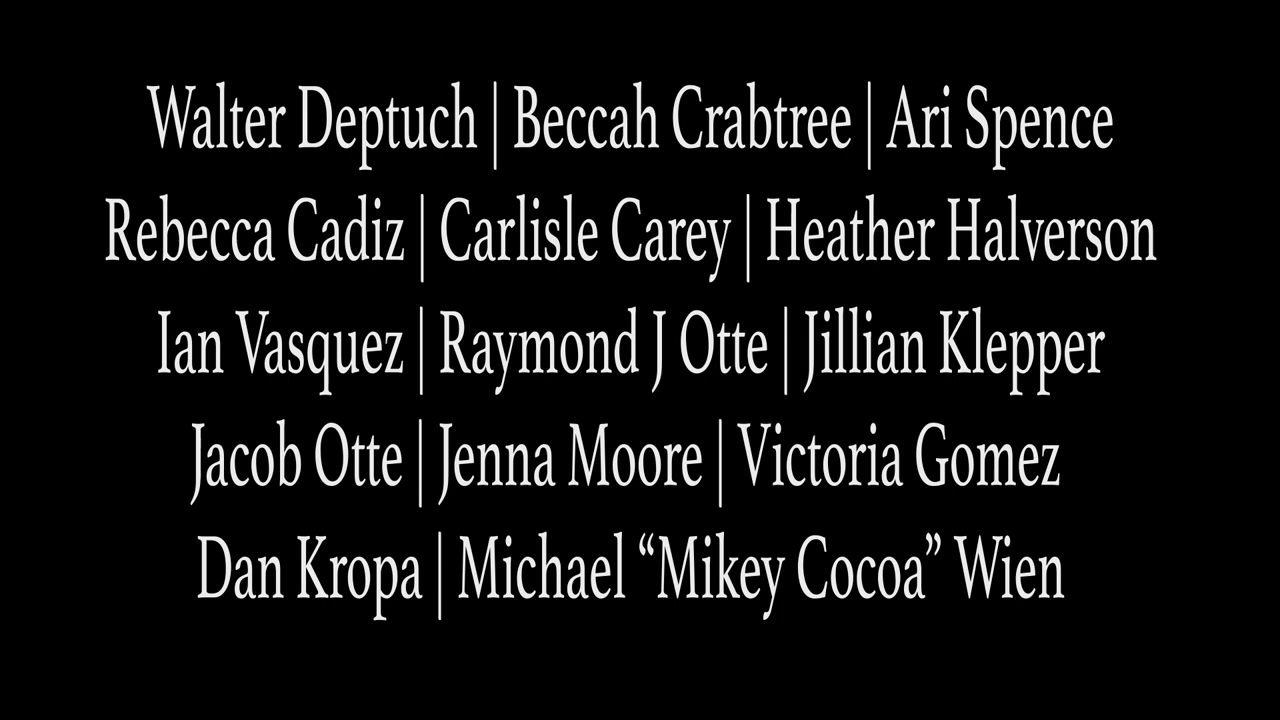 Walter Deptuch | Beccah Crabtree | Ari Spence
Rebecca Cadiz | Carlisle Carey | Heather Halverson
Ian Vasquez | Raymond J Otte | Jillian Klepper
Jacob Otte | Jenna Moore | Victoria Gomez
Dan Kropa | Michael “Mikey Cocoa” Wien